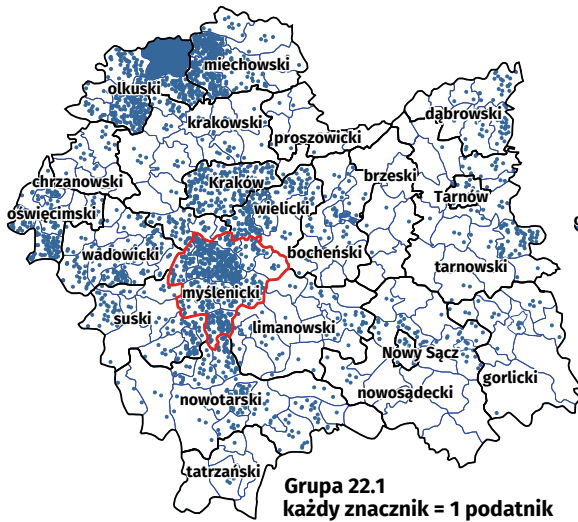 miechowski
olkuski
dąbrowski
krakówski
proszowicki
brzeski
chrzanowski
Kraków
Tarnów
oświęcimski
wielicki
wadowicki
bocheński
tarnowski
myślenicki
suski
limanowski
Nowy Sącz
gorlicki
nowotarski
nowosądecki
tatrzański
Grupa 22.1
każdy znacznik = 1 podatnik